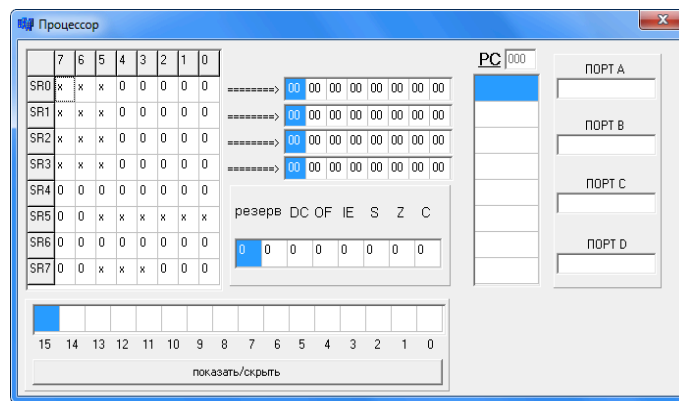 Процессор
7 6 5 4 3 2 1 0
SR0 x x x 0 0 0 0 0
SR1 x x x 0 0 0 0 0
SR2 x x x 0 0 0 0 0
SR3 x x x 0 0 0 0 0
SR4 0 0 0 0 0 0 0 0
SR5 0 0 x x x x x x
SR6 0 0 0 0 0 0 0 0
SR7 0 0 x x x 0 0 0
========> 00 00 00 00 00 00 00 00
========> 00 00 00 00 00 00 00 00
========> 00 00 00 00 00 00 00 00
========> 00 00 00 00 00 00 00 00
резерв DC OF IE S Z C
0 0 0 0 0 0 0 0
PC 000
ПОРТ A
ПОРТ B
ПОРТ C
ПОРТ D
15 14 13 12 11 10 9 8 7 6 5 4 3 2 1 0
показать/скрыть